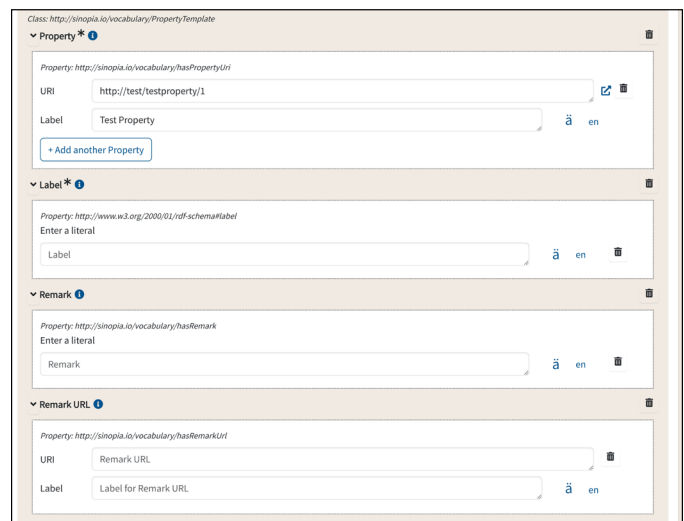 Class: http://sinopia.io/vocabulary/PropertyTemplate
Property *
Property: http://sinopia.io/vocabulary/hasPropertyUri
URI http://test/testproperty/1
Label Test Property ä en
+ Add another Property
Label *
Property: http://www.w3.org/2000/01/rdf-schema#label
Enter a literal
Label ä en
Remark
Property: http://sinopia.io/vocabulary/hasRemark
Enter a literal
Remark ä en
Remark URL
Property: http://sinopia.io/vocabulary/hasRemarkUrl
URI Remark URL
Label Label for Remark URL ä en